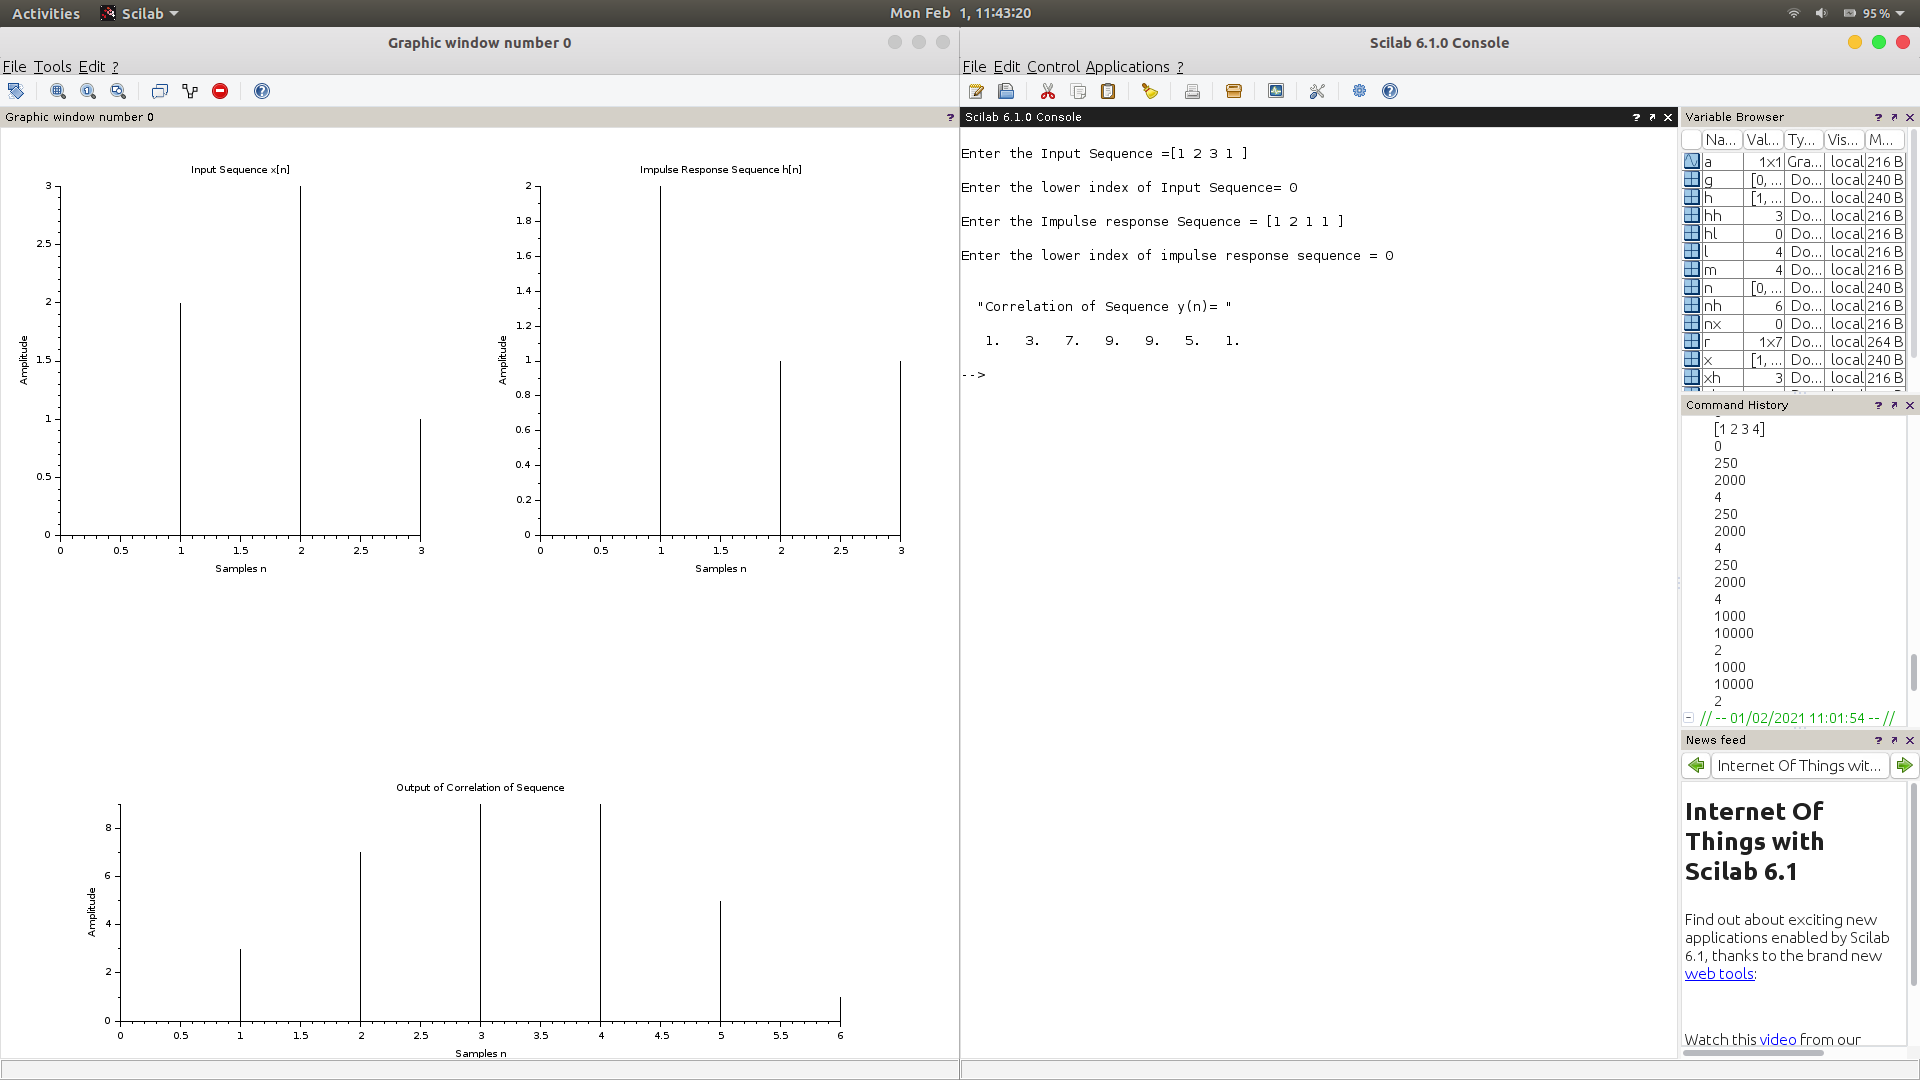 Activities Scilab Mon Feb 1, 11:43:20 95%
Graphic window number 0
File Tools Edit ?
Graphic window number 0 ?
Input Sequence x[n]
3
2.5
2
1.5
1
0.5
0
Amplitude
0 0.5 1 1.5 2 2.5 3
Samples n
Impulse Response Sequence h[n]
2
1.8
1.6
1.4
1.2
1
0.8
0.6
0.4
0.2
0
Amplitude
0 0.5 1 1.5 2 2.5 3
Samples n
Output of Correlation of Sequence
8
6
4
2
0
Amplitude
0 0.5 1 1.5 2 2.5 3 3.5 4 4.5 5 5.5 6
Samples n
Scilab 6.1.0 Console
File Edit Control Applications ?
Scilab 6.1.0 Console ?
Enter the Input Sequence =[1 2 3 1 ]
Enter the lower index of Input Sequence= 0
Enter the Impulse response Sequence = [1 2 1 1 ]
Enter the lower index of impulse response sequence = 0
"Correlation of Sequence y(n)= "
1. 3. 7. 9. 9. 5. 1.
-->
Variable Browser ?
Na... Val... Ty... Vis... M...
a 1x1 Gra... local 216 B
g [0, ... Do... local 240 B
h [1, ... Do... local 240 B
hh 3 Do... local 216 B
hl 0 Do... local 216 B
l 4 Do... local 216 B
m 4 Do... local 216 B
n [0, ... Do... local 240 B
nh 6 Do... local 216 B
nx 0 Do... local 216 B
r 1x7 Do... local 264 B
x [1, ... Do... local 240 B
xh 3 Do... local 216 B
Command History ?
[1 2 3 4]
0
250
2000
4
250
2000
4
250
2000
4
1000
10000
2
1000
10000
2
// -- 01/02/2021 11:01:54 -- //
News feed ?
Internet Of Things wit...
Internet Of
Things with
Scilab 6.1
Find out about exciting new
applications enabled by Scilab
6.1, thanks to the brand new
web tools:
Watch this video from our